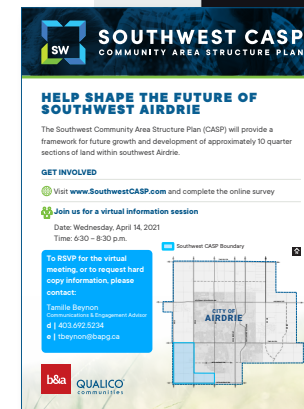 SW
SOUTHWEST CASP
COMMUNITY AREA STRUCTURE PLAN
HELP SHAPE THE FUTURE OF
SOUTHWEST AIRDRIE
The Southwest Community Area Structure Plan (CASP) will provide a
framework for future growth and development of approximately 10 quarter
sections of land within southwest Airdrie.
GET INVOLVED
Visit www.SouthwestCASP.com and complete the online survey
Join us for a virtual information session
Date: Wednesday, April 14, 2021
Time: 6:30 – 8:30 p.m.
To RSVP for the virtual
meeting, or to request hard
copy information, please
contact:
Tamille Beynon
Communications & Engagement Advisor
d | 403.692.5234
e | tbeynon@bapg.ca
Southwest CASP Boundary
CITY OF
AIRDRIE
b&a
QUALICO
communities